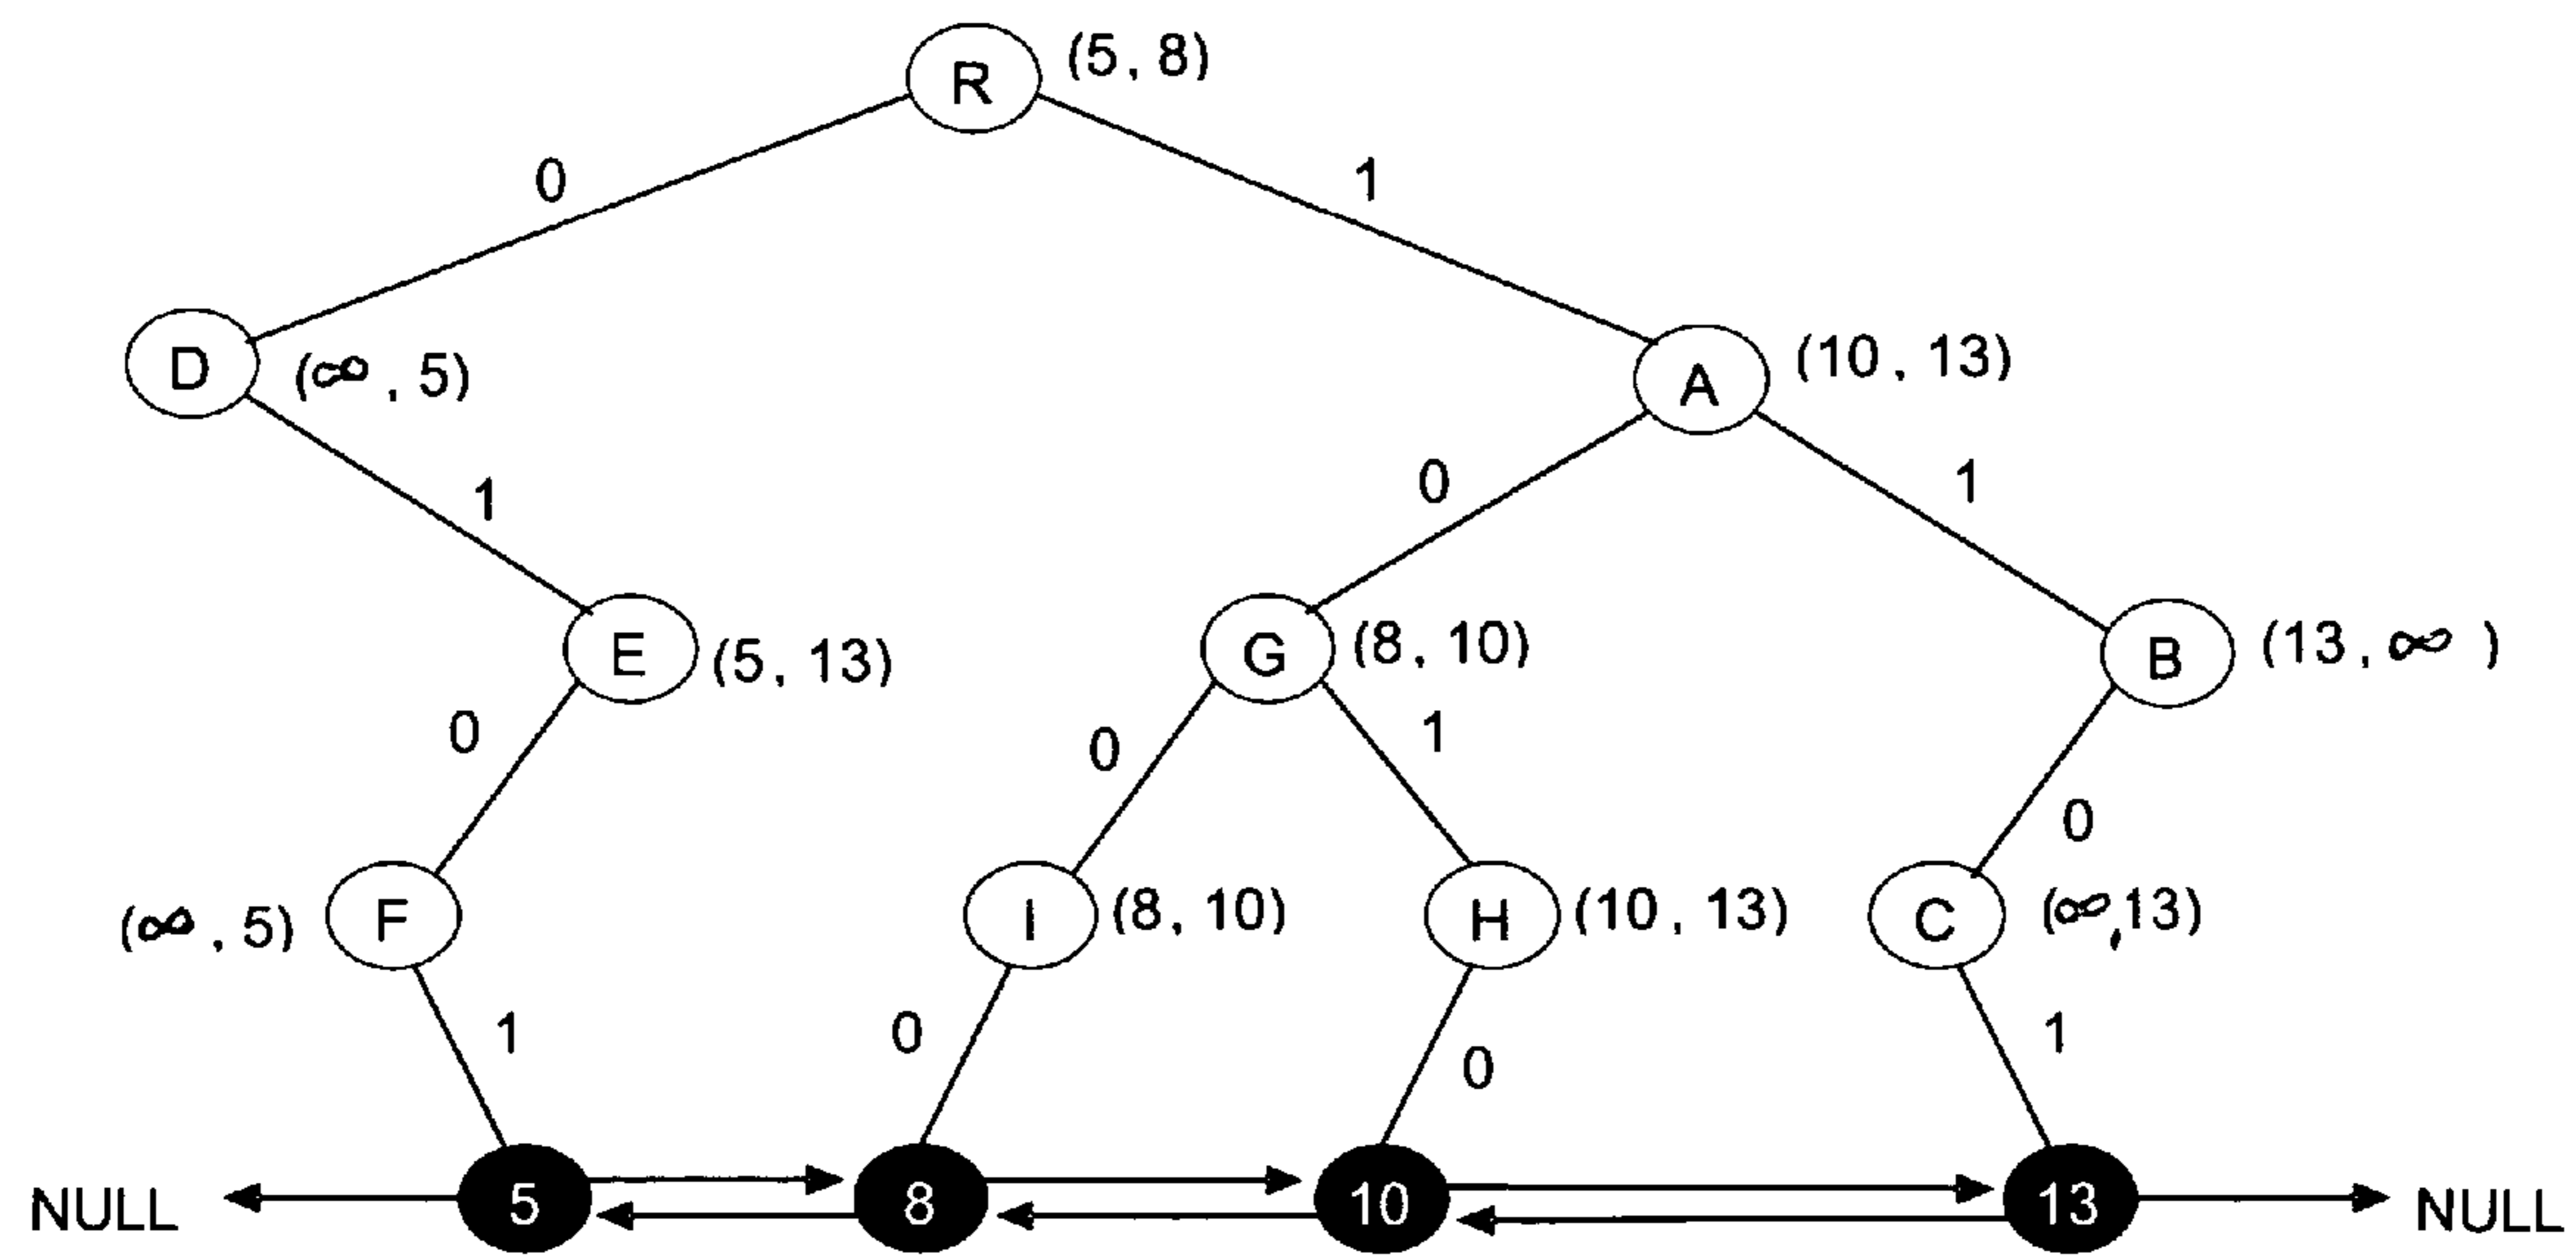 R (5, 8)
0 1
D (∞, 5) A (10, 13)
1 0 1
E (5, 13) G (8, 10) B (13, ∞)
0 0 1 0
(∞, 5) F I (8, 10) H (10, 13) C (∞,13)
1 0 0 1
NULL 5 8 10 13 NULL